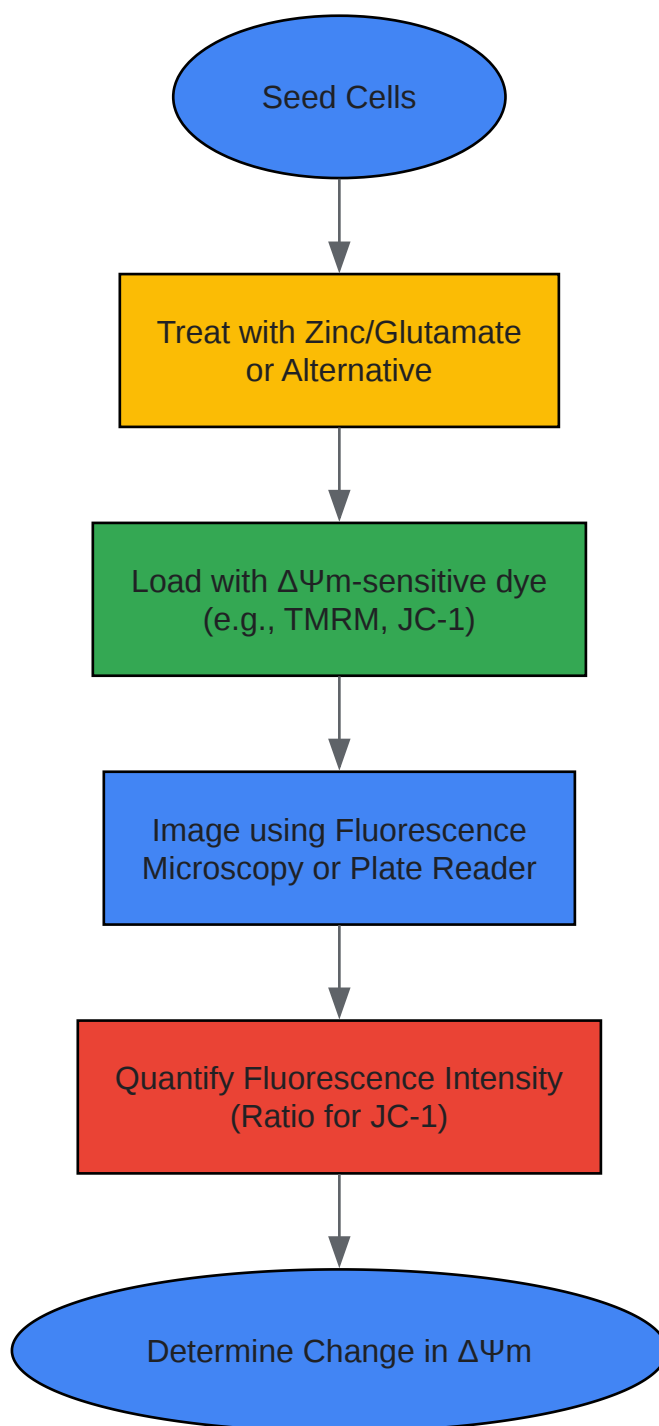 Seed Cells
Treat with Zinc/Glutamate
or Alternative
Load with ΔΨm-sensitive dye
(e.g., TMRM, JC-1)
Image using Fluorescence
Microscopy or Plate Reader
Quantify Fluorescence Intensity
(Ratio for JC-1)
Determine Change in ΔΨm